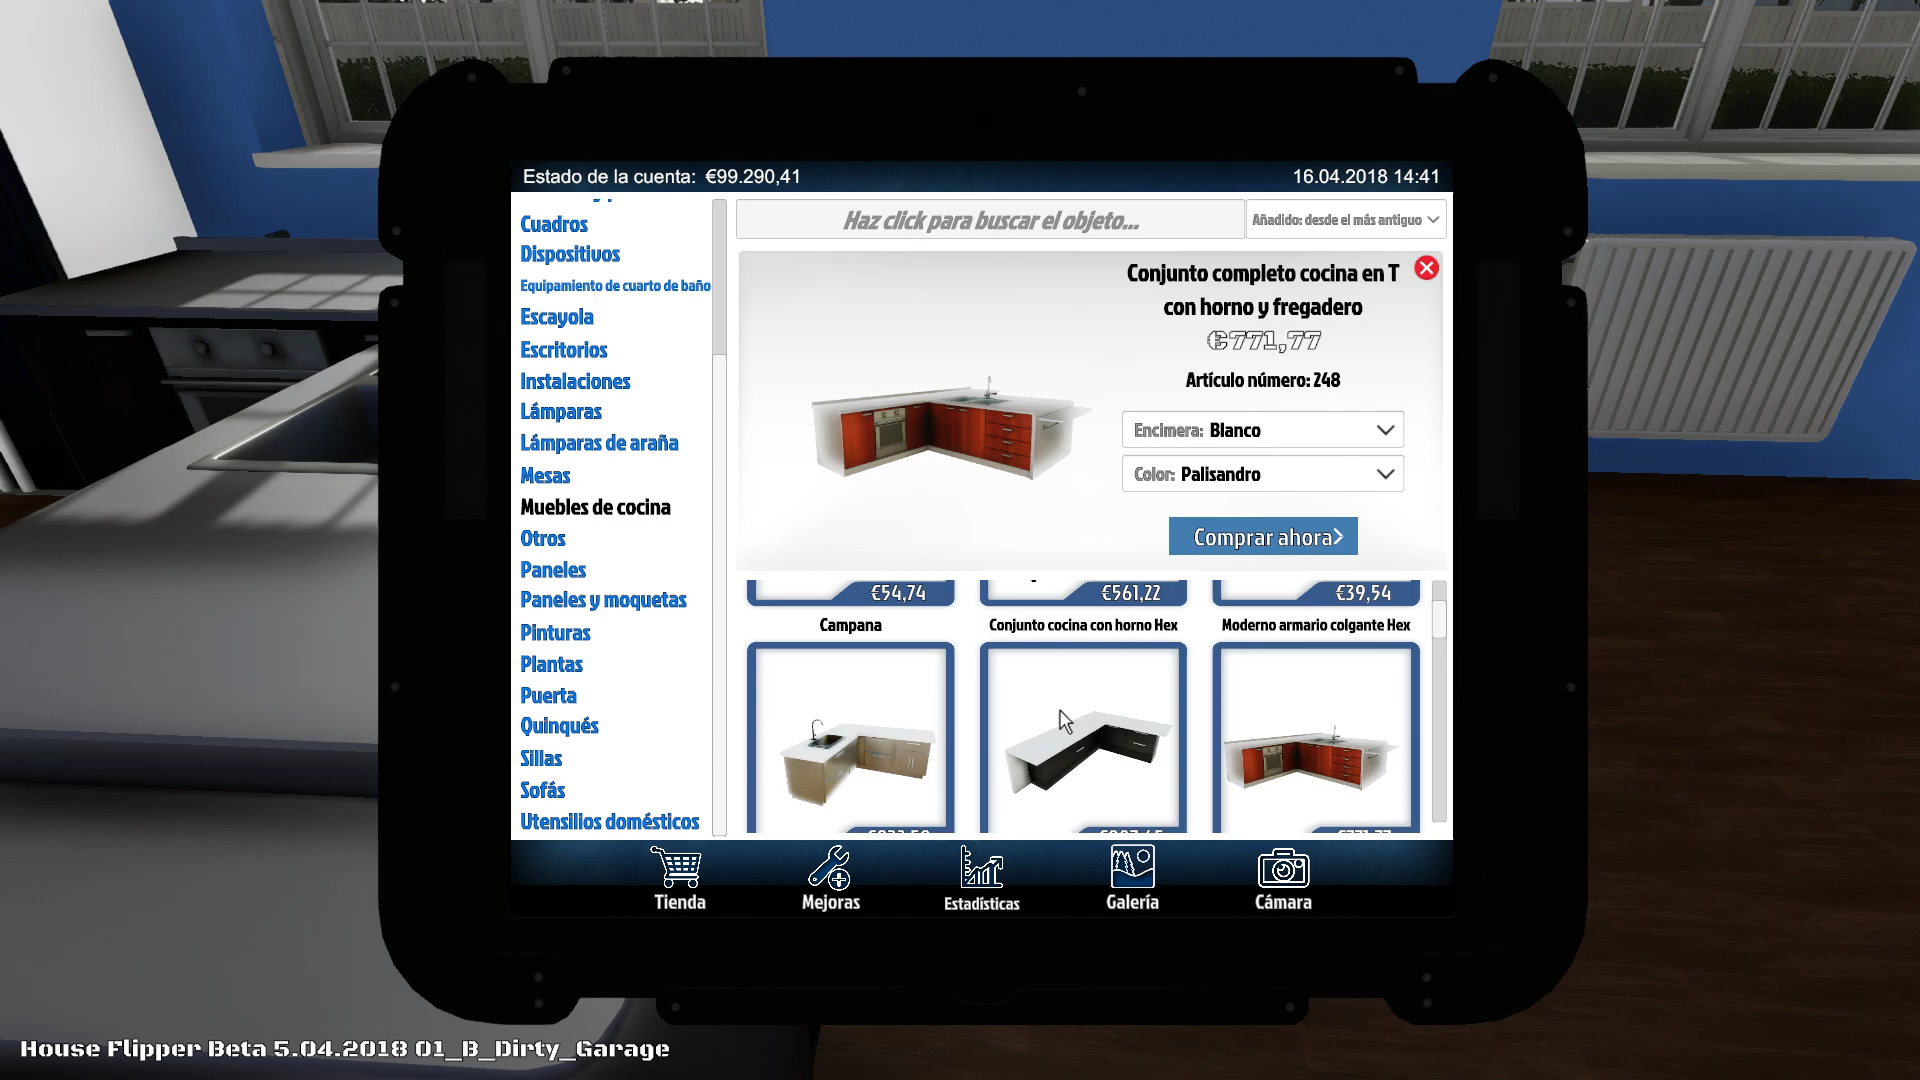 Estado de la cuenta: €99.290,41
16.04.2018 14:41
Cuadros
Dispositivos
Equipamiento de cuarto de baño
Escayola
Escritorios
Instalaciones
Lámparas
Lámparas de araña
Mesas
Muebles de cocina
Otros
Paneles
Paneles y moquetas
Pinturas
Plantas
Puerta
Quinqués
Sillas
Sofás
Utensilios domésticos
Haz click para buscar el objeto...
Añadido: desde el más antiguo
Conjunto completo cocina en T
con horno y fregadero
€771,77
Artículo número: 248
Encimera: Blanco
Color: Palisandro
Comprar ahora
€54,74
€561,22
€39,54
Campana
Conjunto cocina con horno Hex
Moderno armario colgante Hex
Tienda
Mejoras
Estadísticas
Galería
Cámara
House Flipper Beta 5.04.2018 01_B_Dirty_Garage